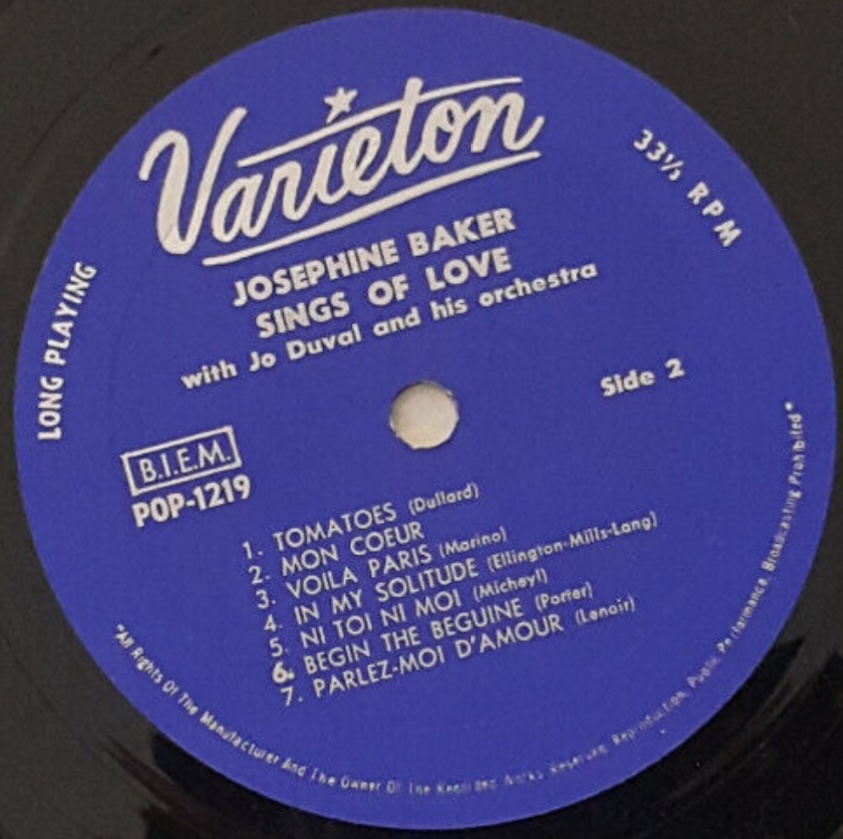 Varieton
33⅓ RPM
LONG PLAYING
JOSEPHINE BAKER
SINGS OF LOVE
with Jo Duval and his orchestra
Side 2
B.I.E.M.
POP-1219
1. TOMATOES (Dullard)
2. MON COEUR
3. VOILA PARIS (Marino)
4. IN MY SOLITUDE (Ellington-Mills-Lang)
5. NI TOI NI MOI (Micheyl)
6. BEGIN THE BEGUINE (Porter)
7. PARLEZ-MOI D'AMOUR (Lenoir)
"All Rights Of The Manufacturer And The Owner Of The Recorded Works Reserved. Reproduction, Public Performance, Broadcasting Prohibited"